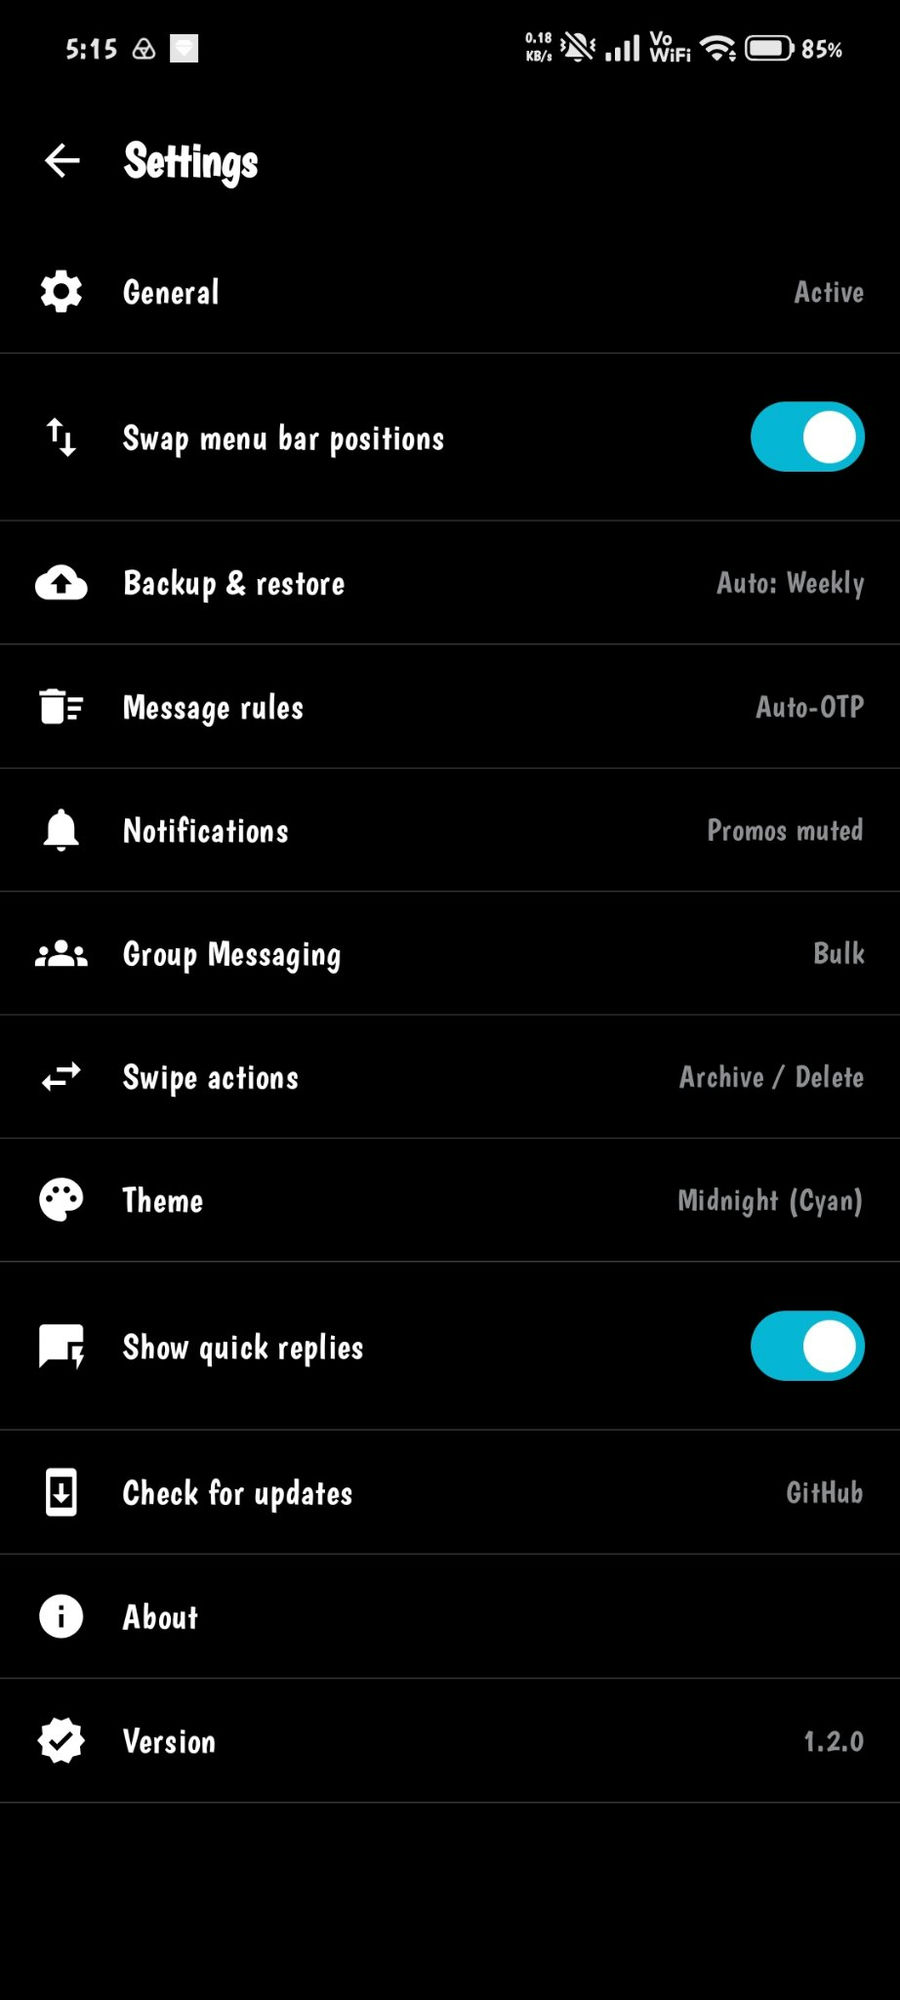 5:15 0.18 KB/s Vo WiFi 85%
Settings
General Active
Swap menu bar positions
Backup & restore Auto: Weekly
Message rules Auto-OTP
Notifications Promos muted
Group Messaging Bulk
Swipe actions Archive / Delete
Theme Midnight (Cyan)
Show quick replies
Check for updates GitHub
About
Version 1.2.0